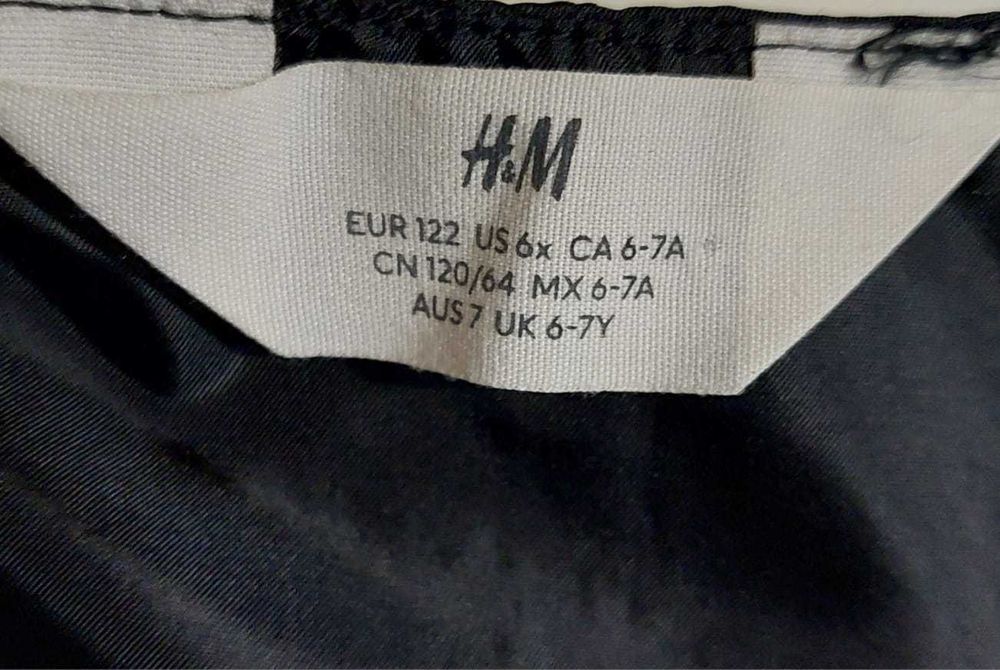 H&M
EUR 122 US 6x CA 6-7A
CN 120/64 MX 6-7A
AUS 7 UK 6-7Y